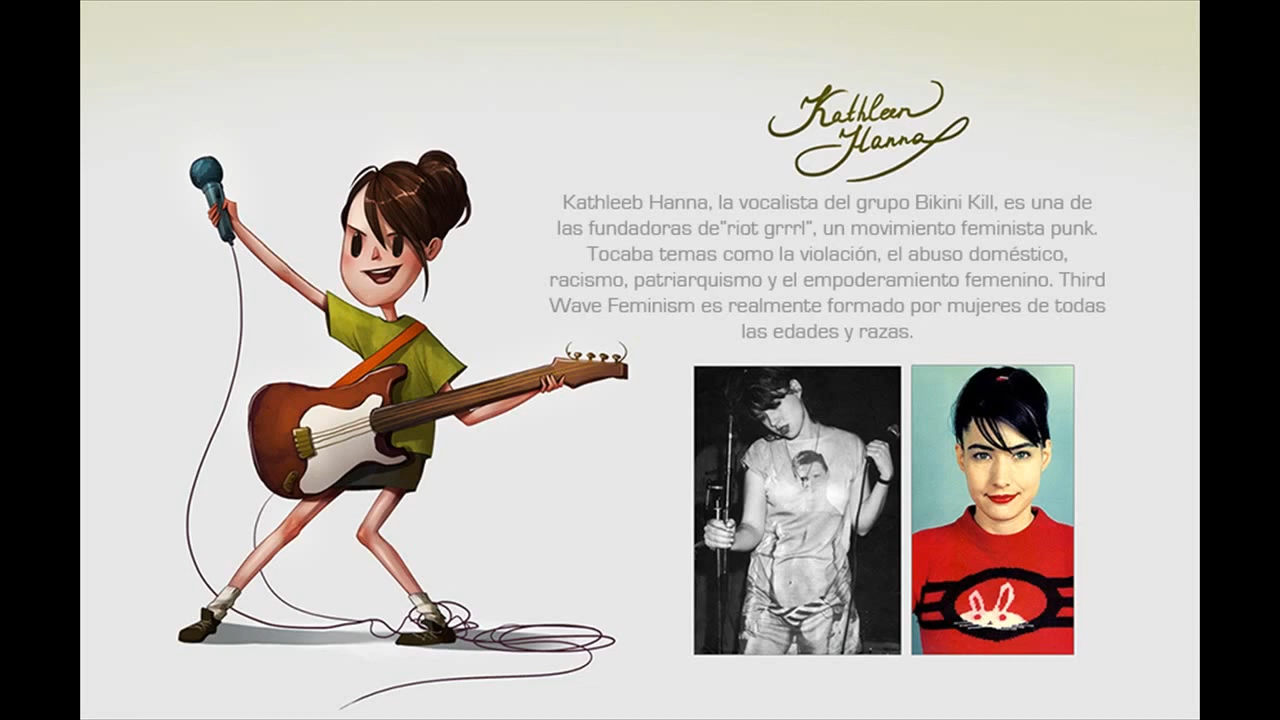 Kathleen
Hanna
Kathleeb Hanna, la vocalista del grupo Bikini Kill, es una de
las fundadoras de"riot grrrl", un movimiento feminista punk.
Tocaba temas como la violación, el abuso doméstico,
racismo, patriarquismo y el empoderamiento femenino. Third
Wave Feminism es realmente formado por mujeres de todas
las edades y razas.